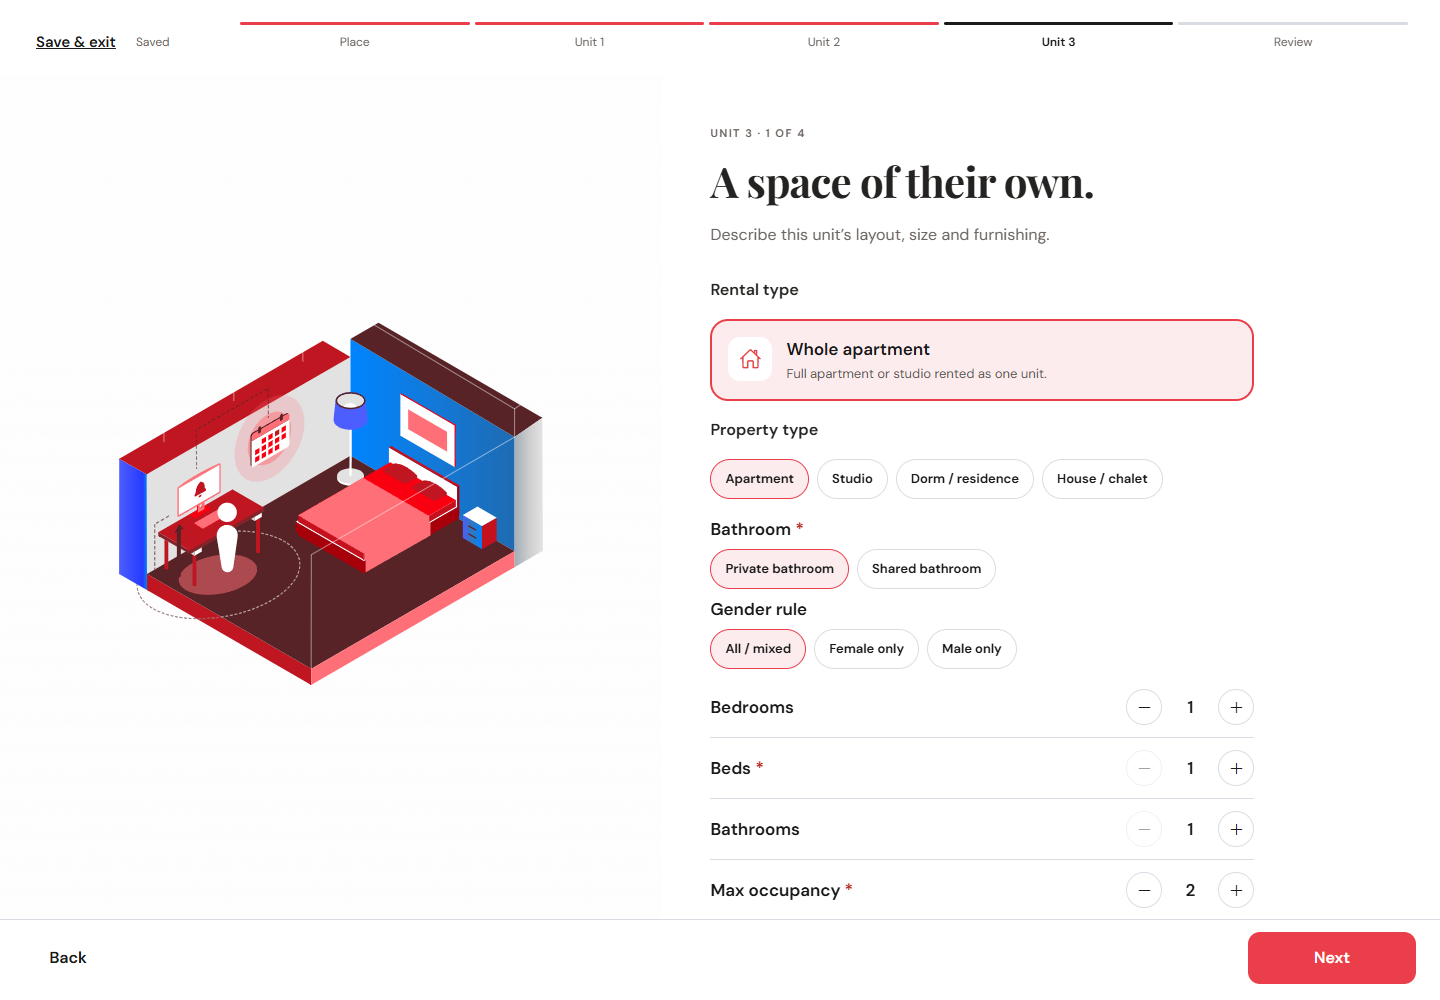 Save & exit
Saved
Place
Unit 1
Unit 2
Unit 3
Review
UNIT 3 · 1 OF 4
A space of their own.
Describe this unit’s layout, size and furnishing.
Rental type
Whole apartment
Full apartment or studio rented as one unit.
Property type
Apartment
Studio
Dorm / residence
House / chalet
Bathroom *
Private bathroom
Shared bathroom
Gender rule
All / mixed
Female only
Male only
Bedrooms
− 1 +
Beds *
− 1 +
Bathrooms
− 1 +
Max occupancy *
− 2 +
Back
Next